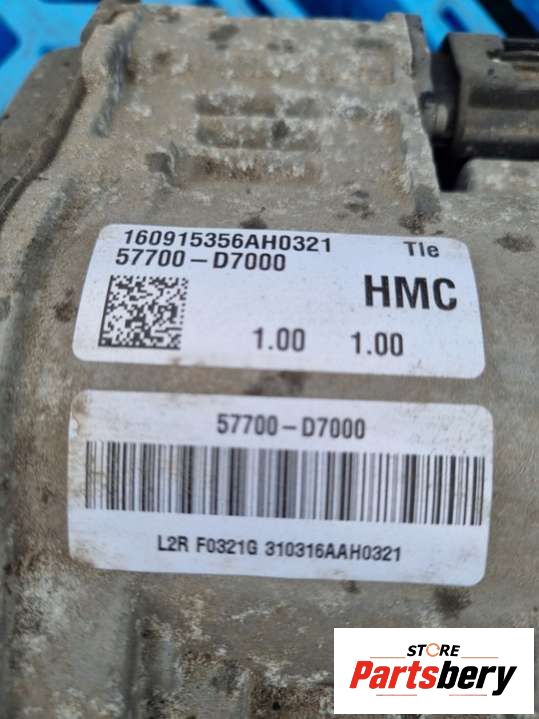 160915356AH0321 Tle
57700-D7000
HMC
1.00 1.00
57700-D7000
L2R F0321G 310316AAH0321
STORE
Partsbery